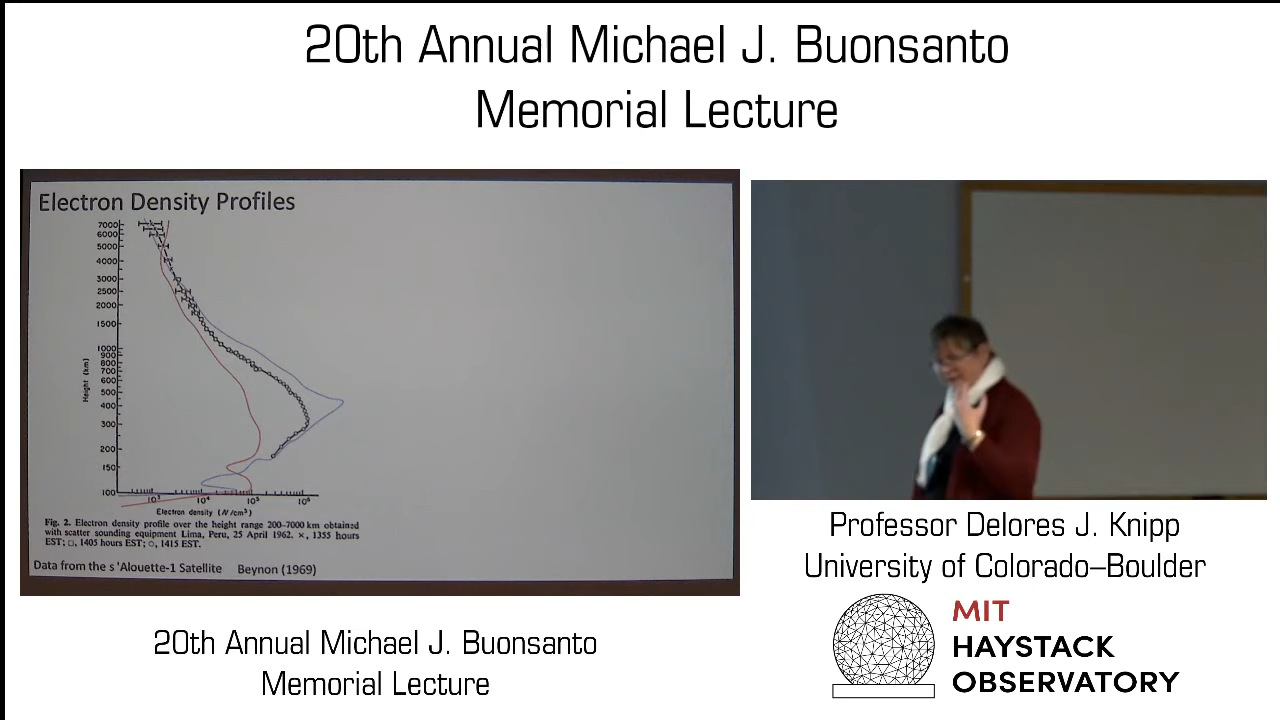 20th Annual Michael J. Buonsanto
Memorial Lecture
Electron Density Profiles
7000
6000
5000
4000
3000
2500
2000
1500
1000
900
800
700
600
500
400
300
200
150
100
Height (km)
10³
10⁴
10⁵
10⁶
Electron density (N/cm³)
Fig. 2. Electron density profile over the height range 200–7000 km obtained
with scatter sounding equipment Lima, Peru, 25 April 1962. ×, 1355 hours
EST; □, 1405 hours EST; ○, 1415 EST.
Data from the s 'Alouette-1 Satellite Beynon (1969)
Professor Delores J. Knipp
University of Colorado–Boulder
20th Annual Michael J. Buonsanto
Memorial Lecture
MIT
HAYSTACK
OBSERVATORY